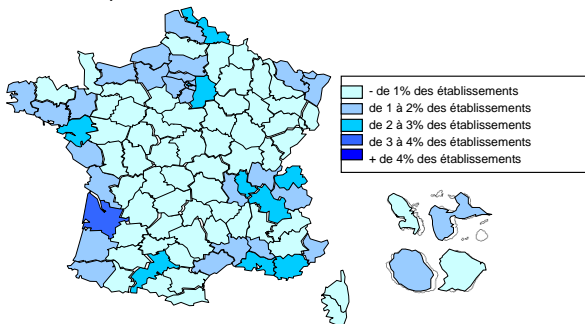 - de 1% des établissements
de 1 à 2% des établissements
de 2 à 3% des établissements
de 3 à 4% des établissements
+ de 4% des établissements